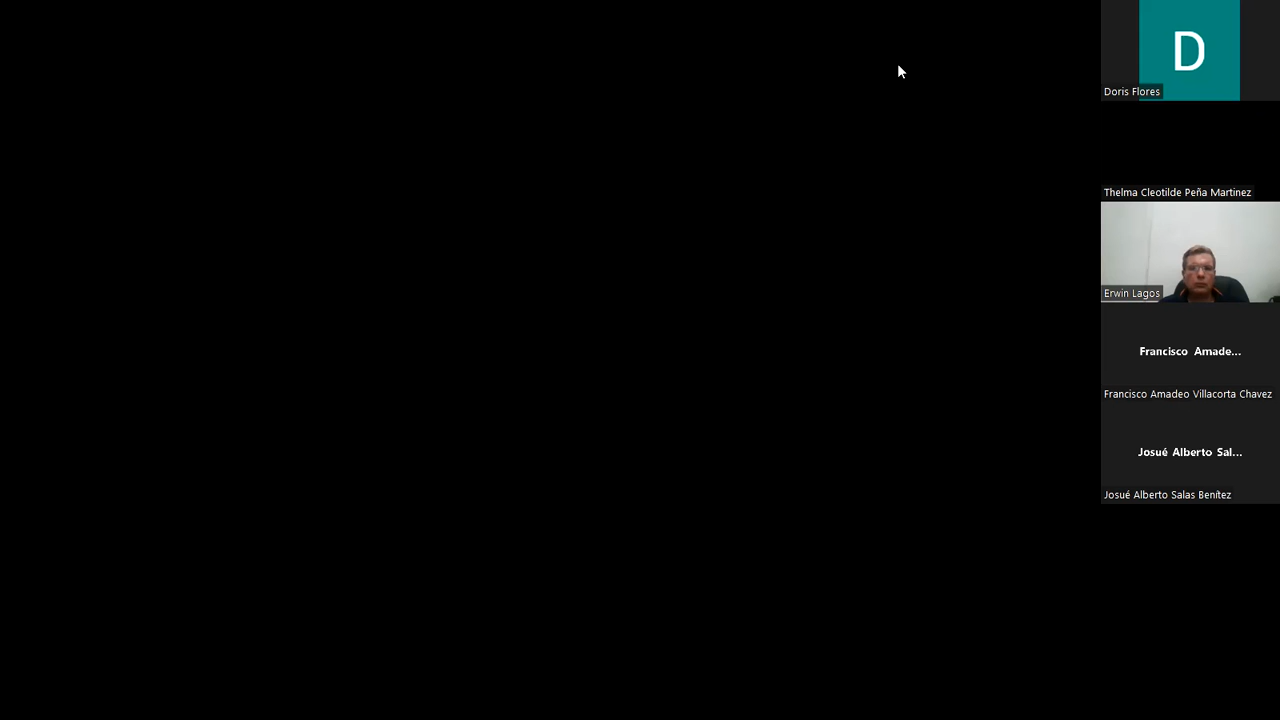 D
Doris Flores
Thelma Cleotilde Peña Martinez
Erwin Lagos
Francisco Amade...
Francisco Amadeo Villacorta Chavez
Josué Alberto Sal...
Josué Alberto Salas Benítez